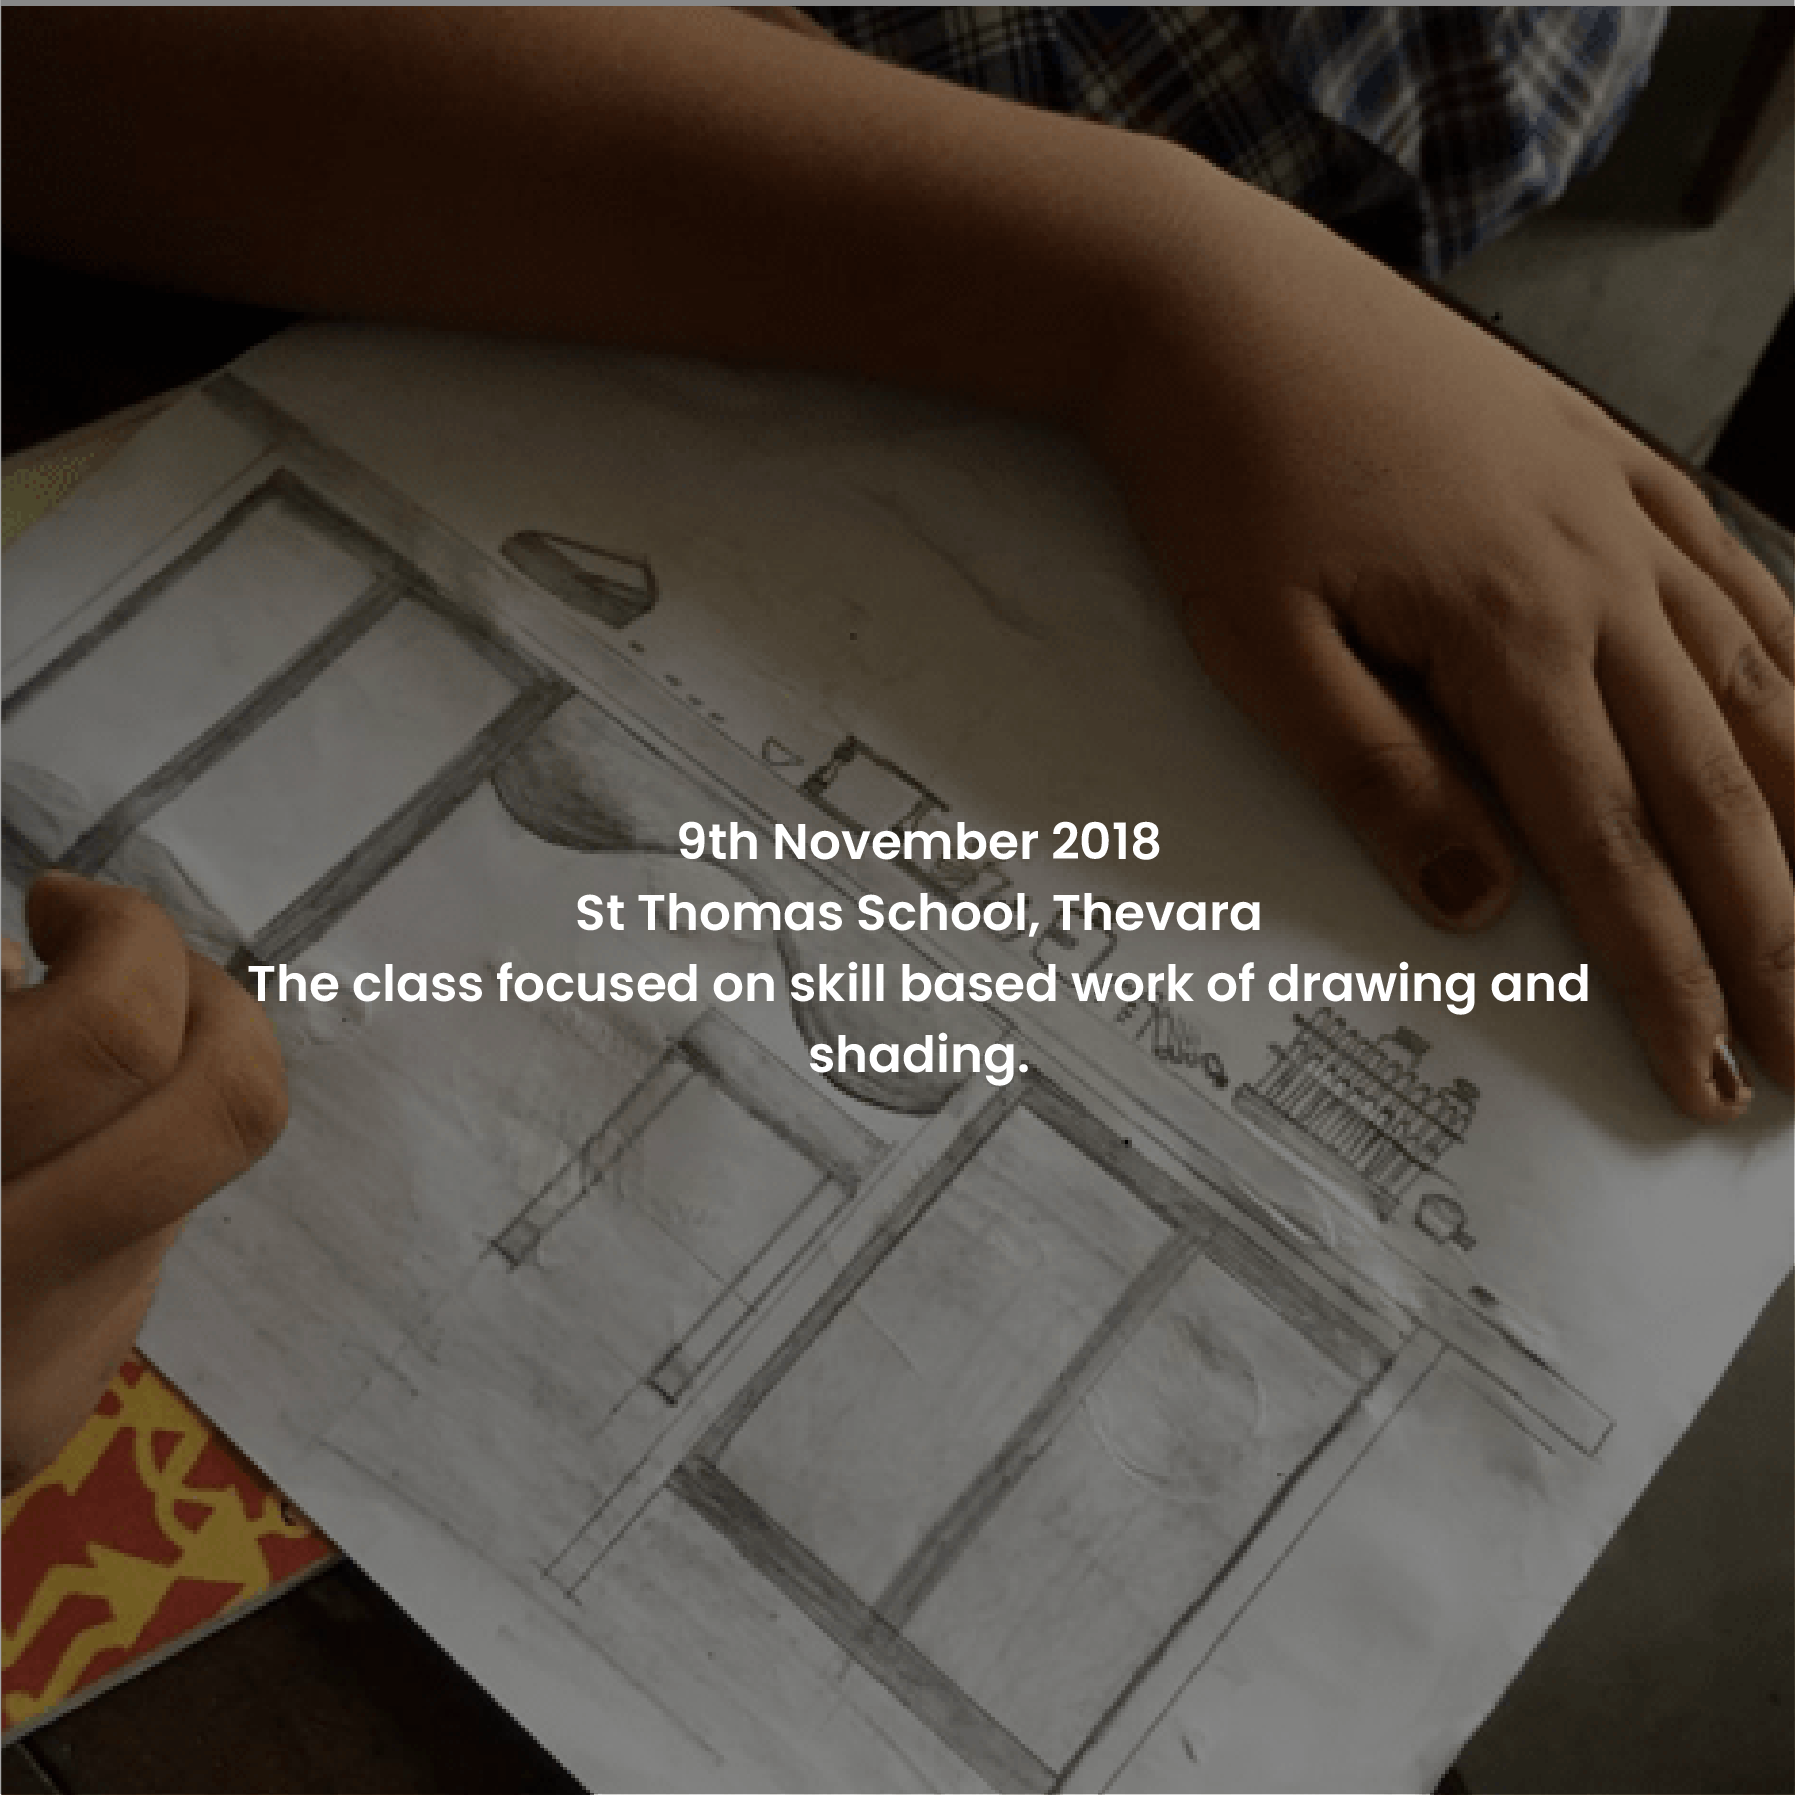 9th November 2018
St Thomas School, Thevara
The class focused on skill based work of drawing and
shading.